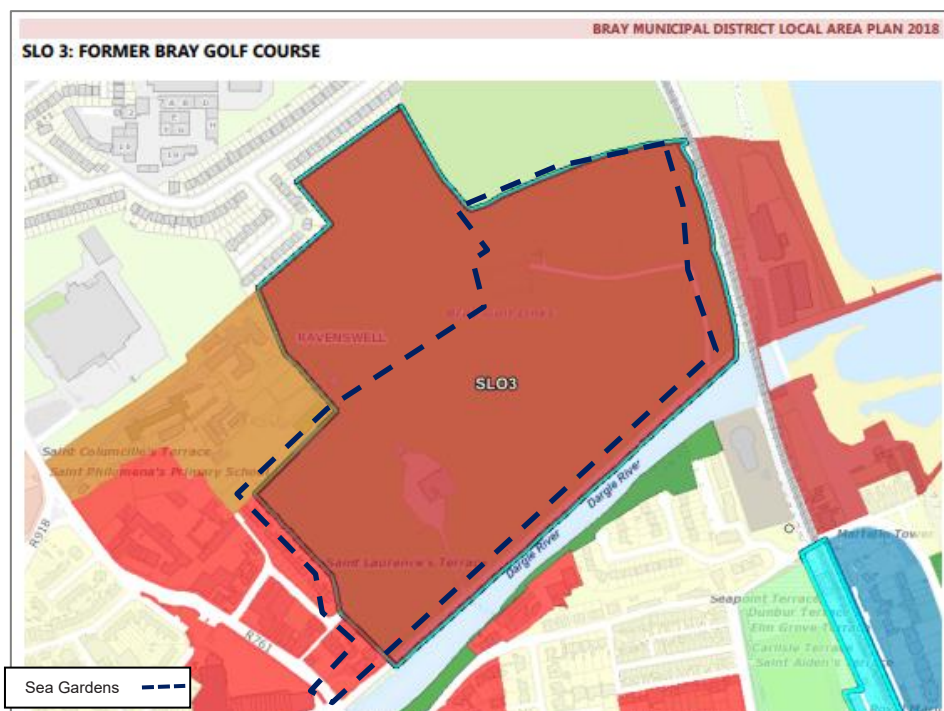 BRAY MUNICIPAL DISTRICT LOCAL AREA PLAN 2018
SLO 3: FORMER BRAY GOLF COURSE
RAVENSWELL
SLO3
Saint Columcille's Terrace
Saint Philomena's Primary
R918
Dargle River
Saint Laurence's Terrace
Dargle River
Martello Tower
Seapoint Terrace
Dunbur Terrace
Elm Grove Terrace
R761
Carlisle Terrace
Saint Aiden's Terrace
Sea Gardens